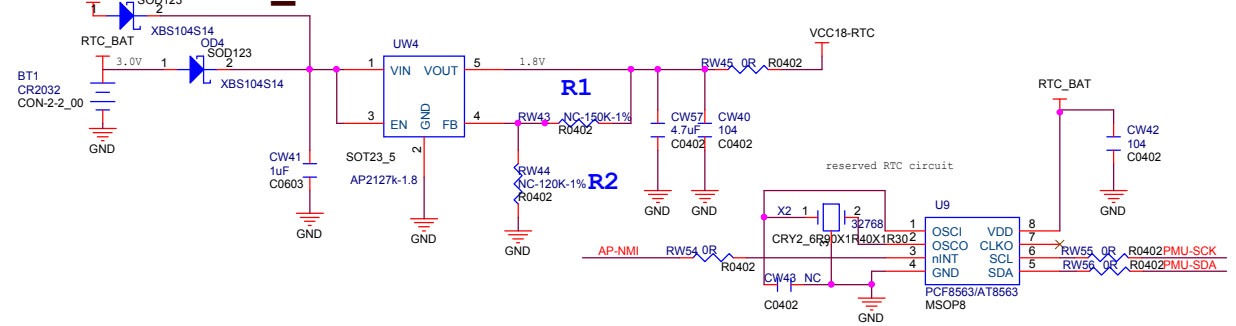 SOD123
1
2
XBS104S14
RTC_BAT
OD4
SOD123
3.0V
1
2
XBS104S14
BT1
CR2032
CON-2-2_00
GND
CW41
1uF
C0603
GND
UW4
1
VIN
VOUT
5
3
EN
GND
FB
4
2
SOT23_5
AP2127k-1.8
GND
1.8V
R1
RW43
NC-150K-1%
R0402
RW44
NC-120K-1%
R0402
R2
GND
CW57
4.7uF
C0402
GND
CW40
104
C0402
GND
RW45
0R
R0402
VCC18-RTC
RTC_BAT
CW42
104
C0402
GND
reserved RTC circuit
X2
1
2
32768
3
CRY2_6R90X1R40X1R30
AP-NMI
RW54
0R
R0402
CW43
NC
C0402
GND
U9
1
OSCI
VDD
8
2
OSCO
CLKO
7
3
nINT
SCL
6
4
GND
SDA
5
PCF8563/AT8563
MSOP8
RW55
0R
R0402
PMU-SCK
RW56
0R
R0402
PMU-SDA